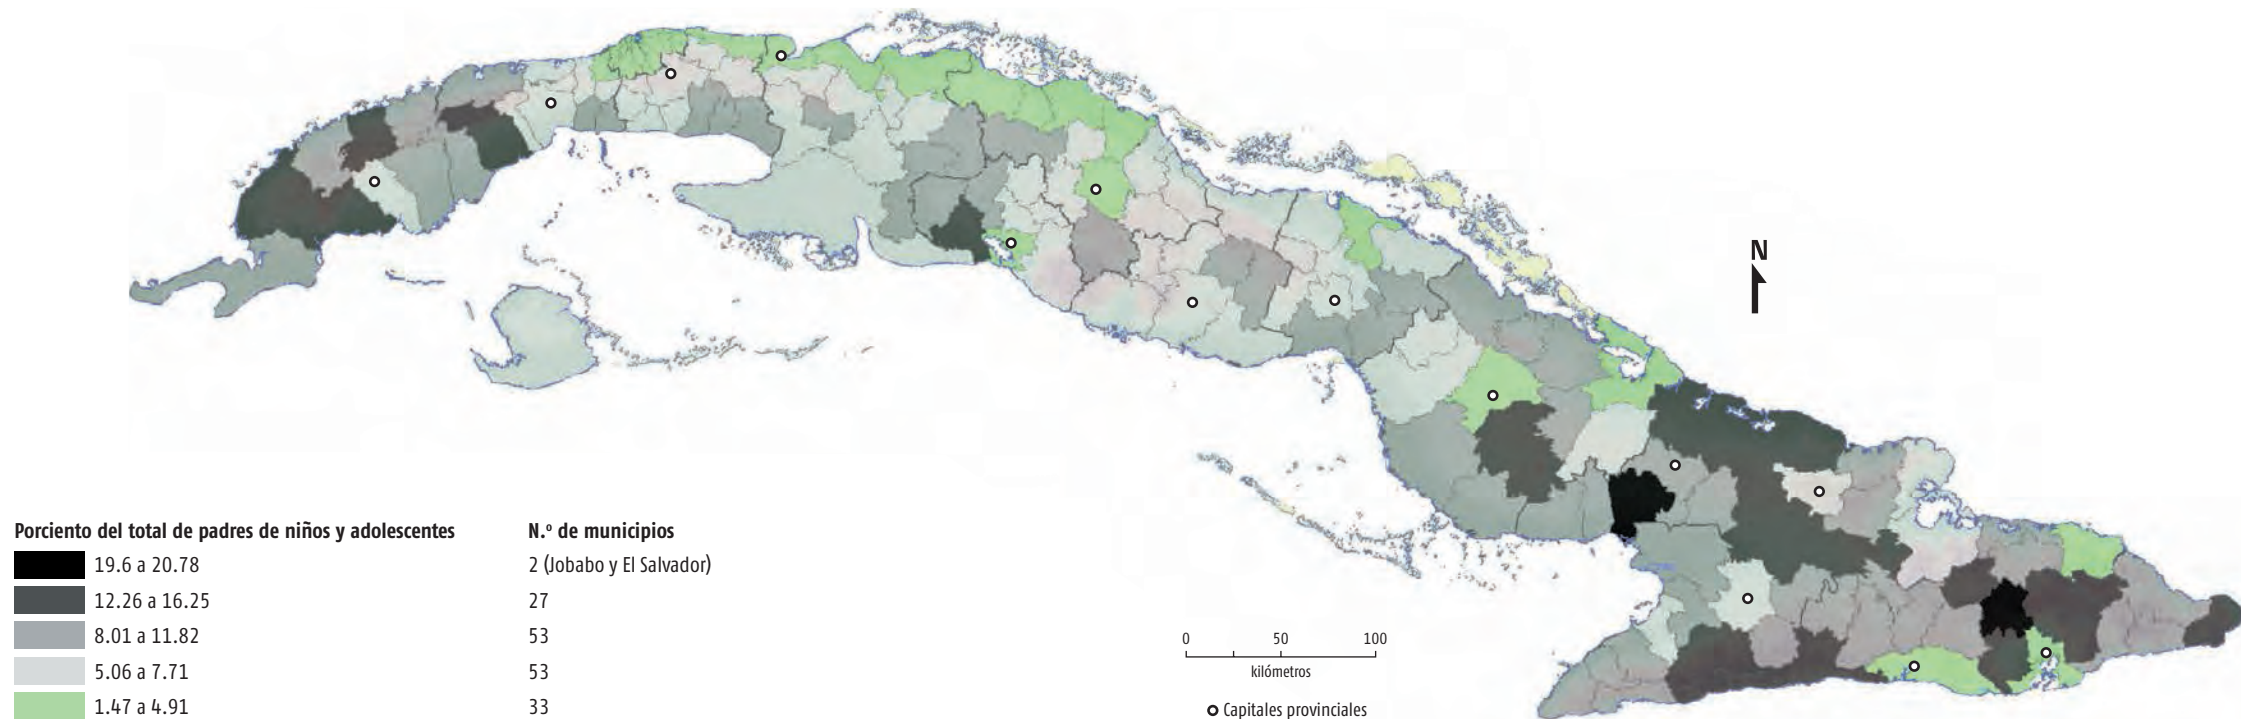 N
Porciento del total de padres de niños y adolescentes N.º de municipios
19.6 a 20.78 2 (Jobabo y El Salvador)
12.26 a 16.25 27
8.01 a 11.82 53
5.06 a 7.71 53
1.47 a 4.91 33
0 50 100
kilómetros
Capitales provinciales